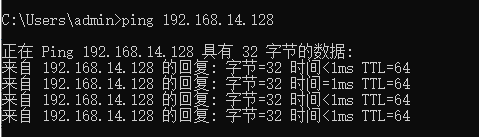 C:\Users\admin>ping 192.168.14.128
正在 Ping 192.168.14.128 具有 32 字节的数据:
来自 192.168.14.128 的回复: 字节=32 时间<1ms TTL=64
来自 192.168.14.128 的回复: 字节=32 时间=1ms TTL=64
来自 192.168.14.128 的回复: 字节=32 时间<1ms TTL=64
来自 192.168.14.128 的回复: 字节=32 时间<1ms TTL=64